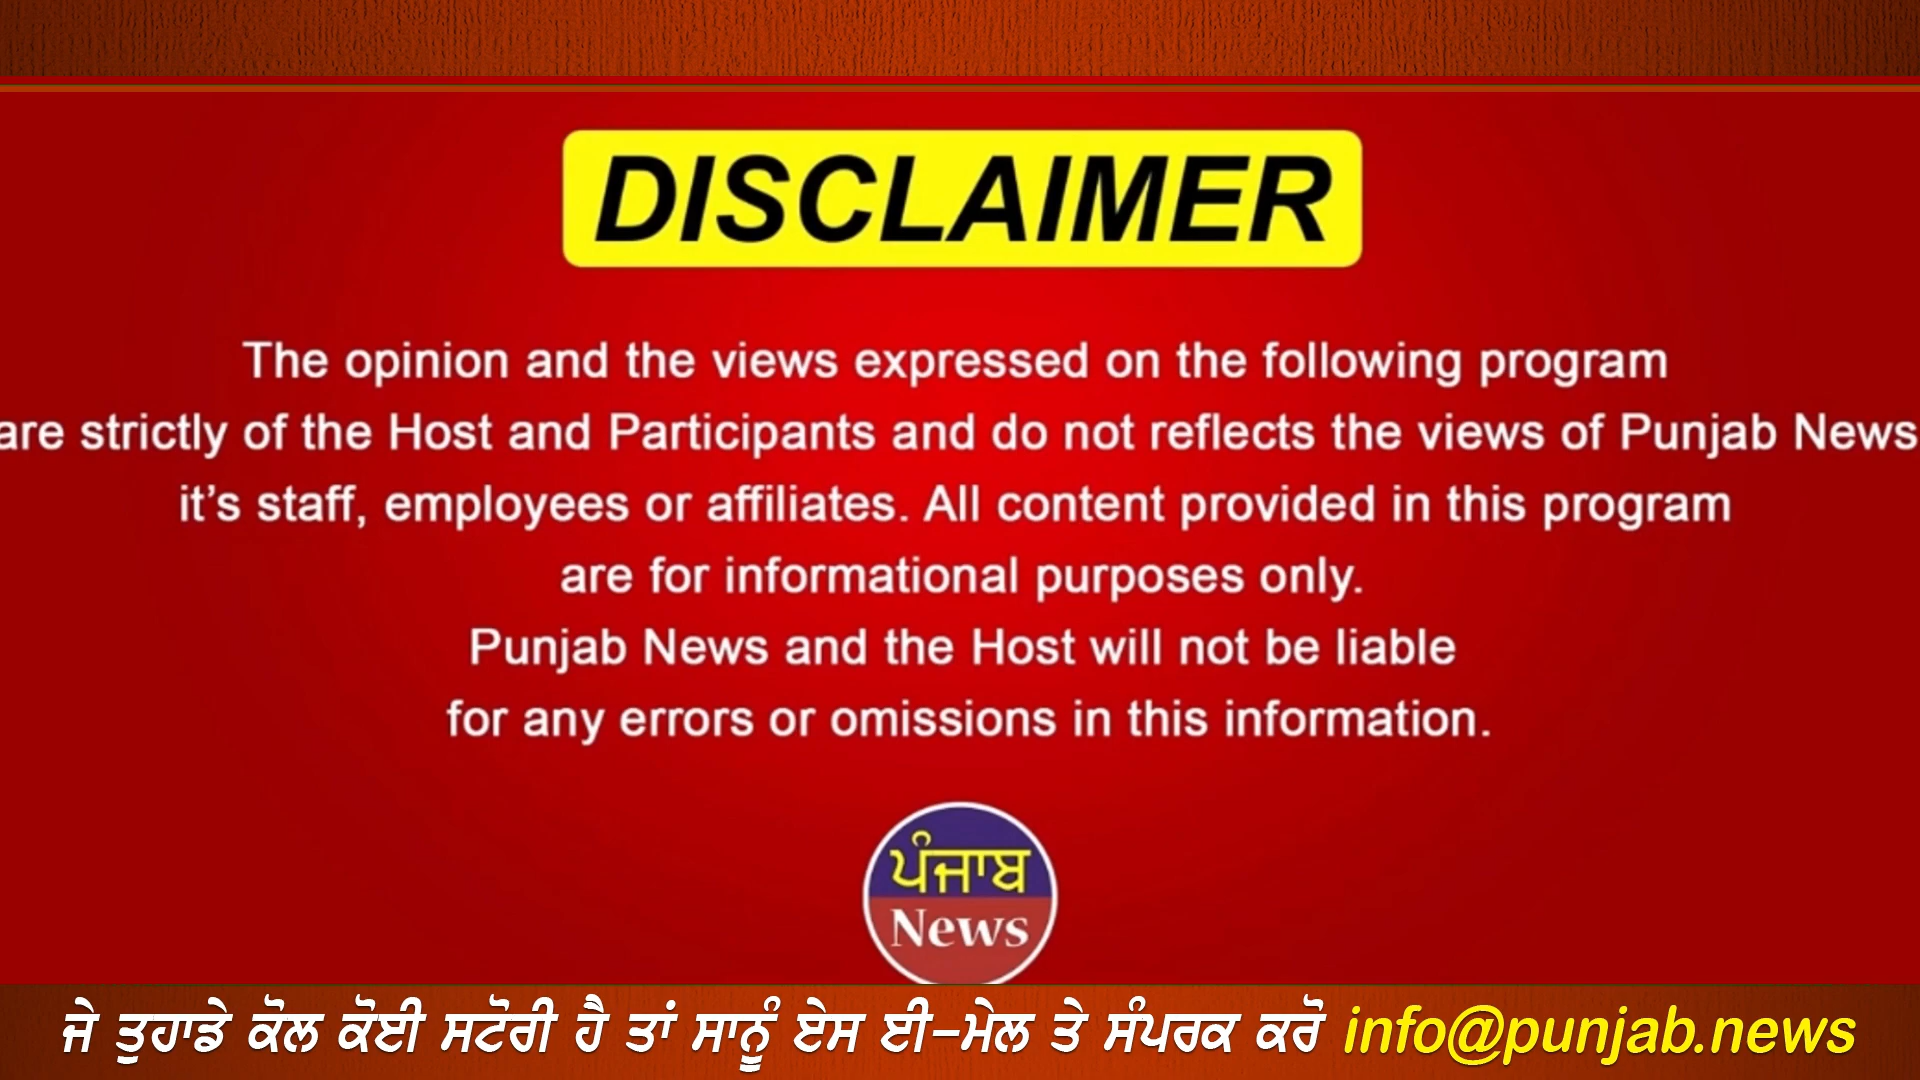 DISCLAIMER
The opinion and the views expressed on the following program
are strictly of the Host and Participants and do not reflects the views of Punjab News
it’s staff, employees or affiliates. All content provided in this program
are for informational purposes only.
Punjab News and the Host will not be liable
for any errors or omissions in this information.
ਪੰਜਾਬ
News
ਜੇ ਤੁਹਾਡੇ ਕੋਲ ਕੋਈ ਸਟੋਰੀ ਹੈ ਤਾਂ ਸਾਨੂੰ ਏਸ ਈ-ਮੇਲ ਤੇ ਸੰਪਰਕ ਕਰੋ info@punjab.news